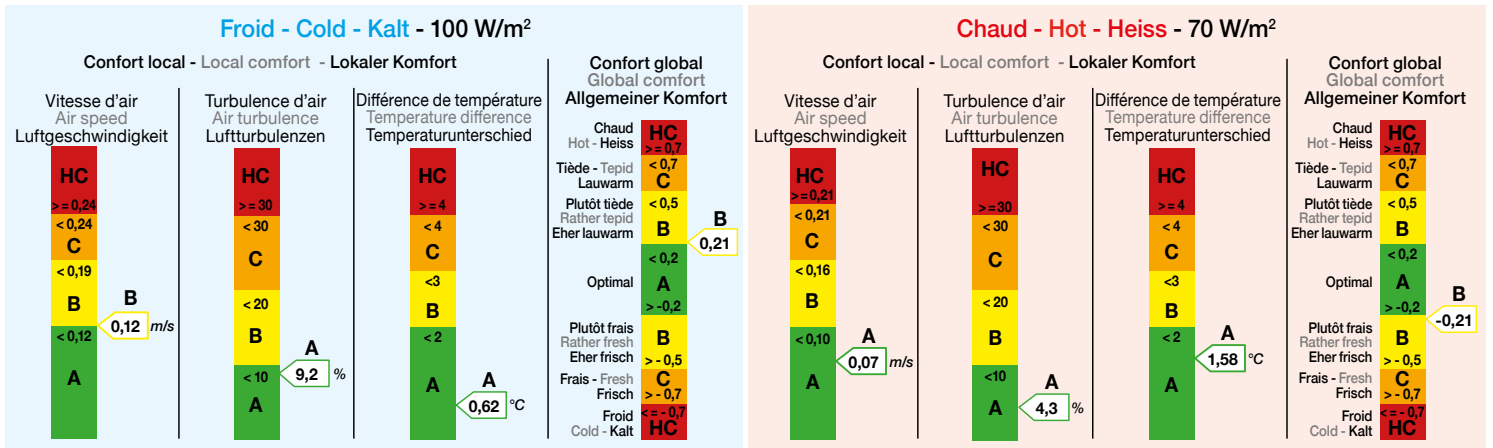 Froid - Cold - Kalt - 100 W/m²
Confort local - Local comfort - Lokaler Komfort
Vitesse d'air
Air speed
Luftgeschwindigkeit
HC
>= 0,24
< 0,24
C
< 0,19
B
< 0,12
A
B
0,12 m/s
Turbulence d'air
Air turbulence
Luftturbulenzen
HC
>= 30
< 30
C
< 20
B
< 10
A
A
9,2 %
Différence de température
Temperature difference
Temperaturunterschied
HC
>= 4
< 4
C
<3
B
< 2
A
A
0,62 °C
Confort global
Global comfort
Allgemeiner Komfort
Chaud
Hot - Heiss
HC
>= 0,7
Tiède - Tepid
Lauwarm
< 0,7
C
Plutôt tiède
Rather tepid
Eher lauwarm
< 0,5
B
B
0,21
Optimal
< 0,2
A
> -0,2
Plutôt frais
Rather fresh
Eher frisch
B
> - 0,5
Frais - Fresh
Frisch
C
> - 0,7
Froid
Cold - Kalt
<= - 0,7
HC
Chaud - Hot - Heiss - 70 W/m²
Confort local - Local comfort - Lokaler Komfort
Vitesse d'air
Air speed
Luftgeschwindigkeit
HC
>= 0,21
< 0,21
C
< 0,16
B
< 0,10
A
A
0,07 m/s
Turbulence d'air
Air turbulence
Luftturbulenzen
HC
>=30
< 30
C
< 20
B
<10
A
A
4,3 %
Différence de température
Temperature difference
Temperaturunterschied
HC
>= 4
< 4
C
<3
B
< 2
A
A
1,58 °C
Confort global
Global comfort
Allgemeiner Komfort
Chaud
Hot - Heiss
HC
>= 0,7
Tiède - Tepid
Lauwarm
< 0,7
C
Plutôt tiède
Rather tepid
Eher lauwarm
< 0,5
B
Optimal
< 0,2
A
> -0,2
B
-0,21
Plutôt frais
Rather fresh
Eher frisch
B
> - 0,5
Frais - Fresh
Frisch
C
> - 0,7
Froid
Cold - Kalt
<= - 0,7
HC